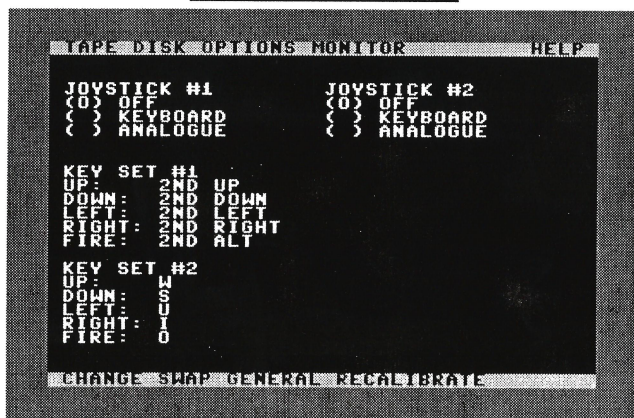 TAPE DISK OPTIONS MONITOR HELP
JOYSTICK #1 JOYSTICK #2
(O) OFF (O) OFF
( ) KEYBOARD ( ) KEYBOARD
( ) ANALOGUE ( ) ANALOGUE
KEY SET #1
UP: 2ND UP
DOWN: 2ND DOWN
LEFT: 2ND LEFT
RIGHT: 2ND RIGHT
FIRE: 2ND ALT
KEY SET #2
UP: W
DOWN: S
LEFT: U
RIGHT: I
FIRE: O
CHANGE SWAP GENERAL RECALIBRATE